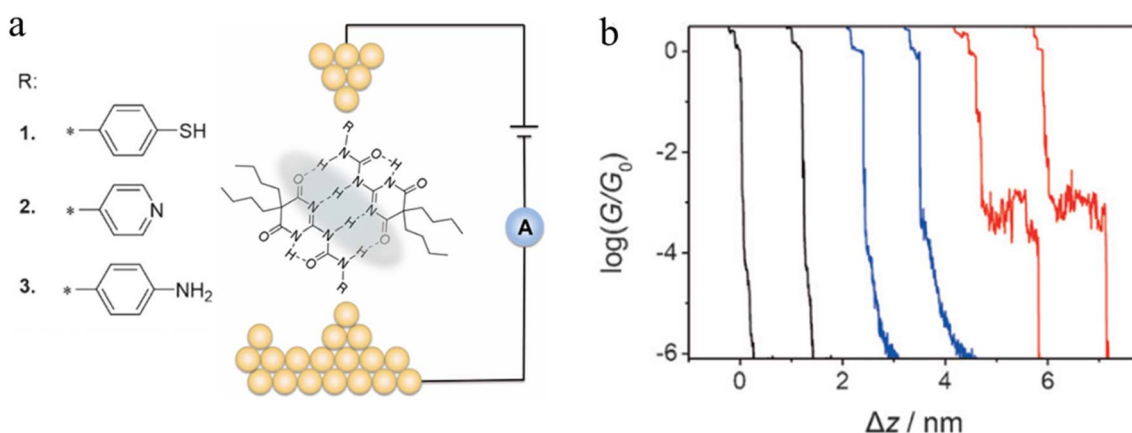 a
R:
1. * SH
2. * N
3. * NH2
R
N
O
H H
O N N O
N N
H
N N
H
O N N O
H H
O N
R
A
b
log(G/G0)
0
-2
-4
-6
0 2 4 6
Δz / nm